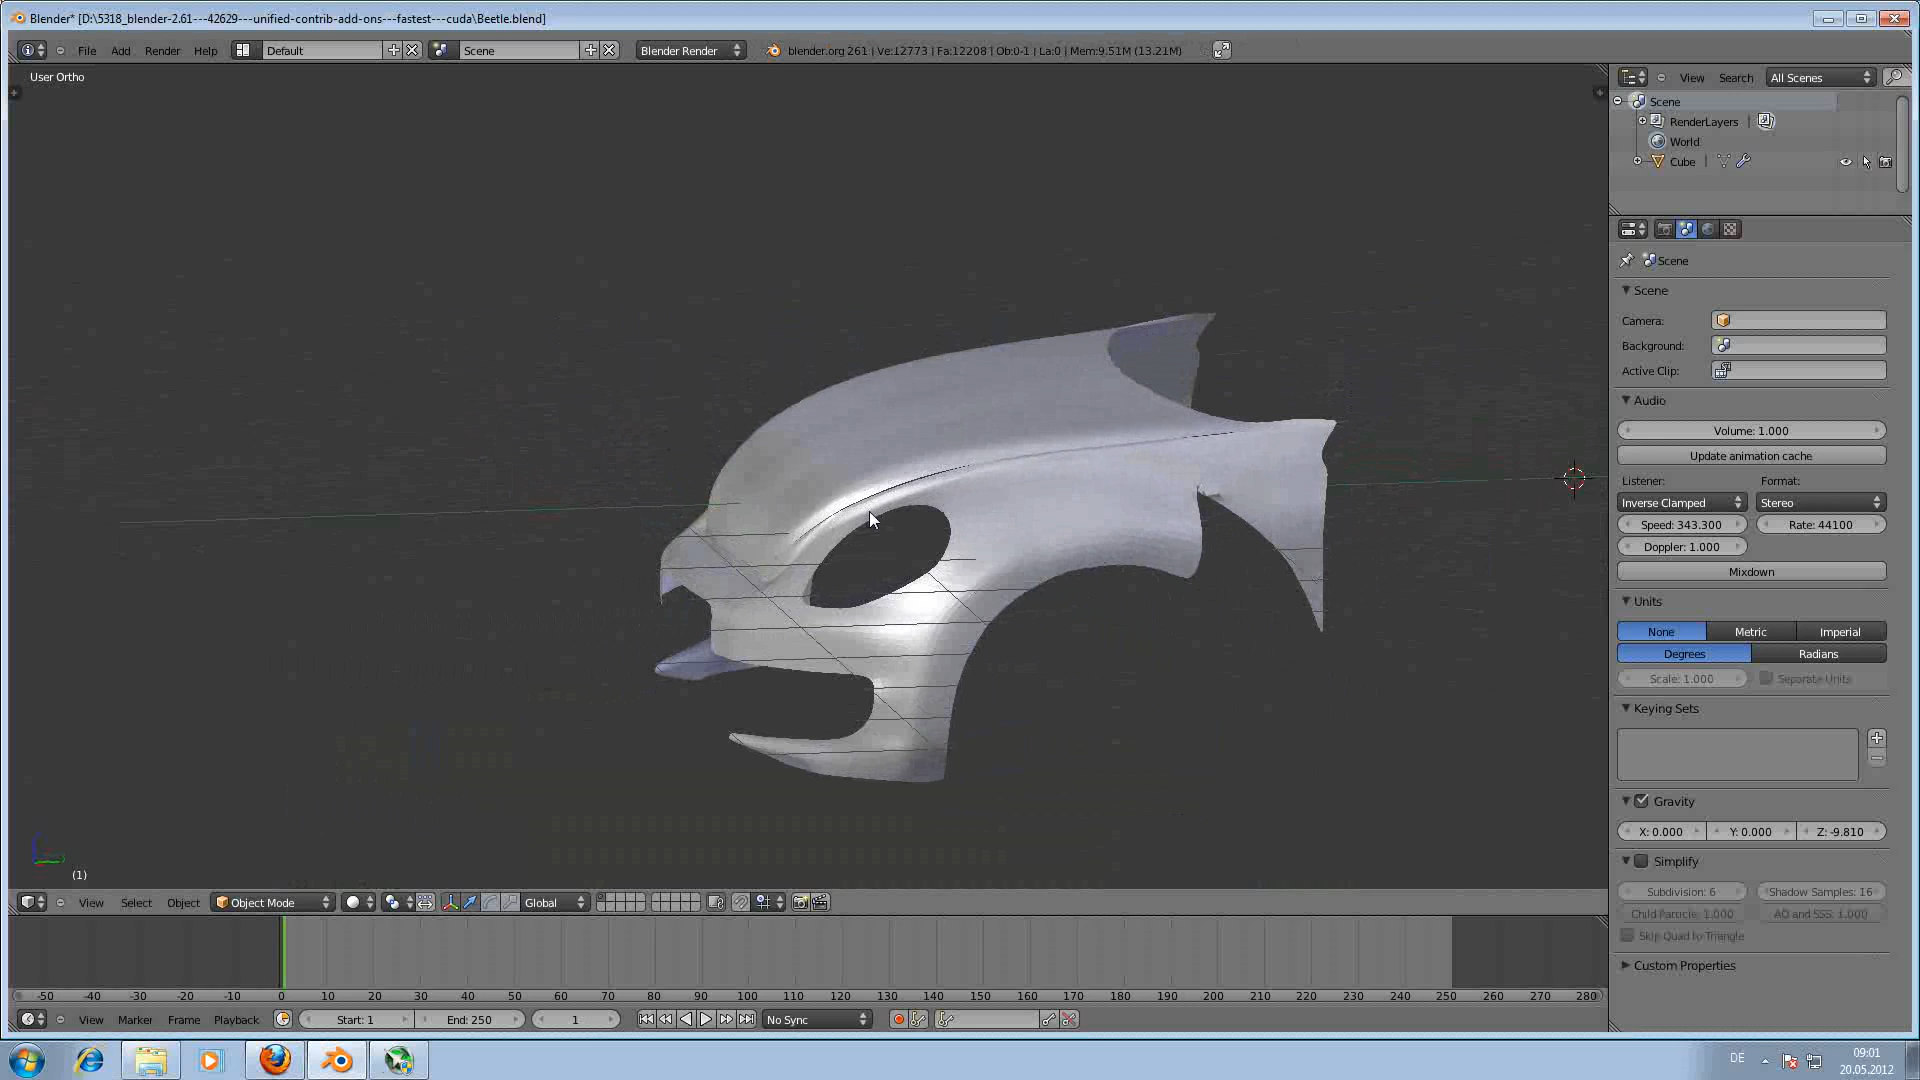 Blender* [D:\5318_blender-2.61---42629---unified-contrib-add-ons---fastest---cuda\Beetle.blend]
File Add Render Help Default Scene Blender Render blender.org 261 | Ve:12773 | Fa:12208 | Ob:0-1 | La:0 | Mem:9.51M (13.21M)
User Ortho
View Search All Scenes
Scene
RenderLayers |
World
Cube |
Scene
Scene
Camera:
Background:
Active Clip:
Audio
Volume: 1.000
Update animation cache
Listener: Format:
Inverse Clamped Stereo
Speed: 343.300 Rate: 44100
Doppler: 1.000
Mixdown
Units
None Metric Imperial
Degrees Radians
Scale: 1.000 Separate Units
Keying Sets
Gravity
X: 0.000 Y: 0.000 Z: -9.810
Simplify
Subdivision: 6 Shadow Samples: 16
Child Particle: 1.000 AO and SSS: 1.000
Skip Quad to Triangle
Custom Properties
(1)
View Select Object Object Mode Global
-50 -40 -30 -20 -10 0 10 20 30 40 50 60 70 80 90 100 110 120 130 140 150 160 170 180 190 200 210 220 230 240 250 260 270 280
View Marker Frame Playback Start: 1 End: 250 1 No Sync
DE
09:01
20.05.2012